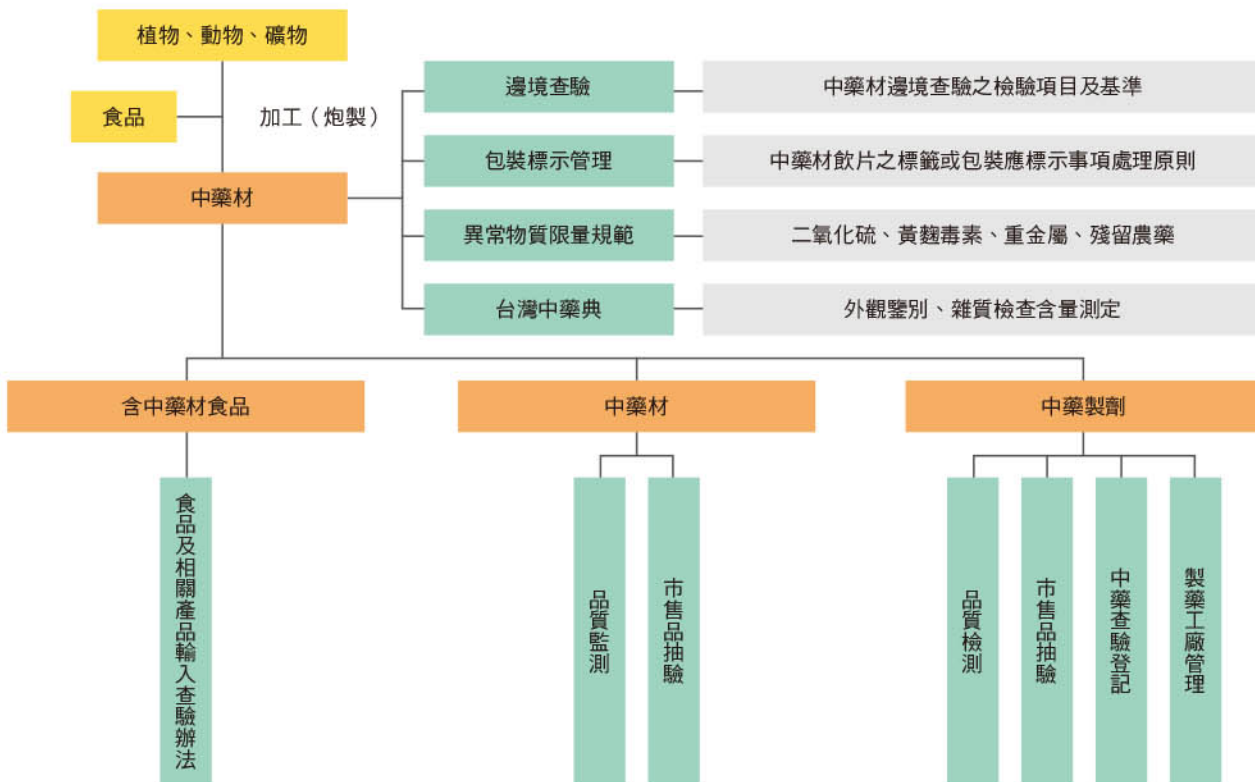 植物、動物、礦物
食品
加工（炮製）
中藥材
邊境查驗
中藥材邊境查驗之檢驗項目及基準
包裝標示管理
中藥材飲片之標籤或包裝應標示事項處理原則
異常物質限量規範
二氧化硫、黃麴毒素、重金屬、殘留農藥
台灣中藥典
外觀鑒別、雜質檢查含量測定
含中藥材食品
中藥材
中藥製劑
食品及相關產品輸入查驗辦法
品質監測
市售品抽驗
品質檢測
市售品抽驗
中藥查驗登記
製藥工廠管理